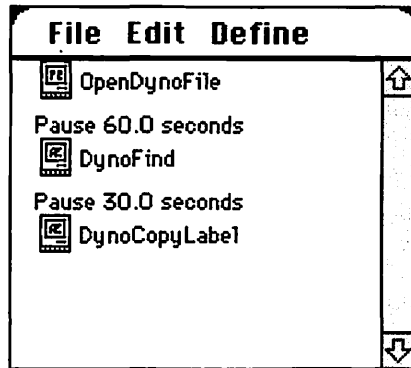 File Edit Define
OpenDynoFile
Pause 60.0 seconds
DynoFind
Pause 30.0 seconds
DynoCopyLabel